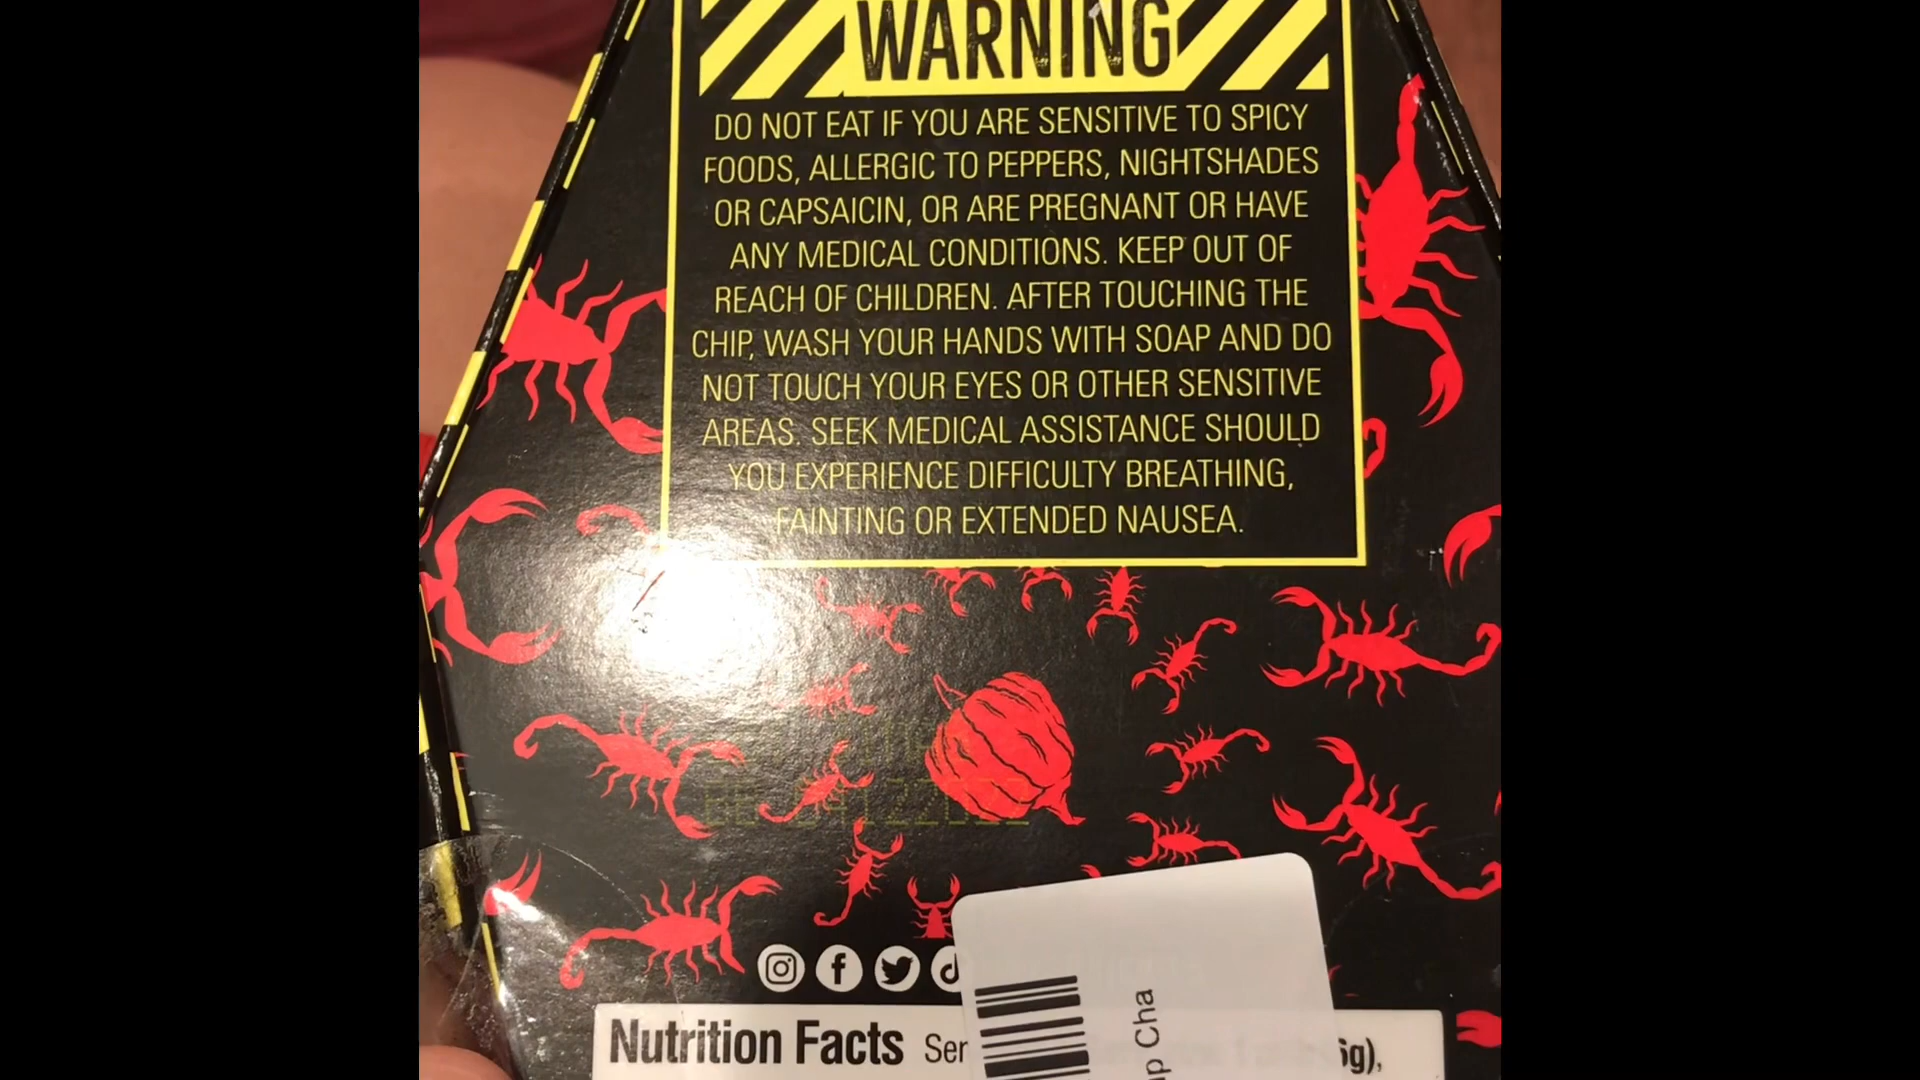 WARNING
DO NOT EAT IF YOU ARE SENSITIVE TO SPICY
FOODS, ALLERGIC TO PEPPERS, NIGHTSHADES
OR CAPSAICIN, OR ARE PREGNANT OR HAVE
ANY MEDICAL CONDITIONS. KEEP OUT OF
REACH OF CHILDREN. AFTER TOUCHING THE
CHIP, WASH YOUR HANDS WITH SOAP AND DO
NOT TOUCH YOUR EYES OR OTHER SENSITIVE
AREAS. SEEK MEDICAL ASSISTANCE SHOULD
YOU EXPERIENCE DIFFICULTY BREATHING,
FAINTING OR EXTENDED NAUSEA.
Nutrition Facts Ser
g),
p Cha